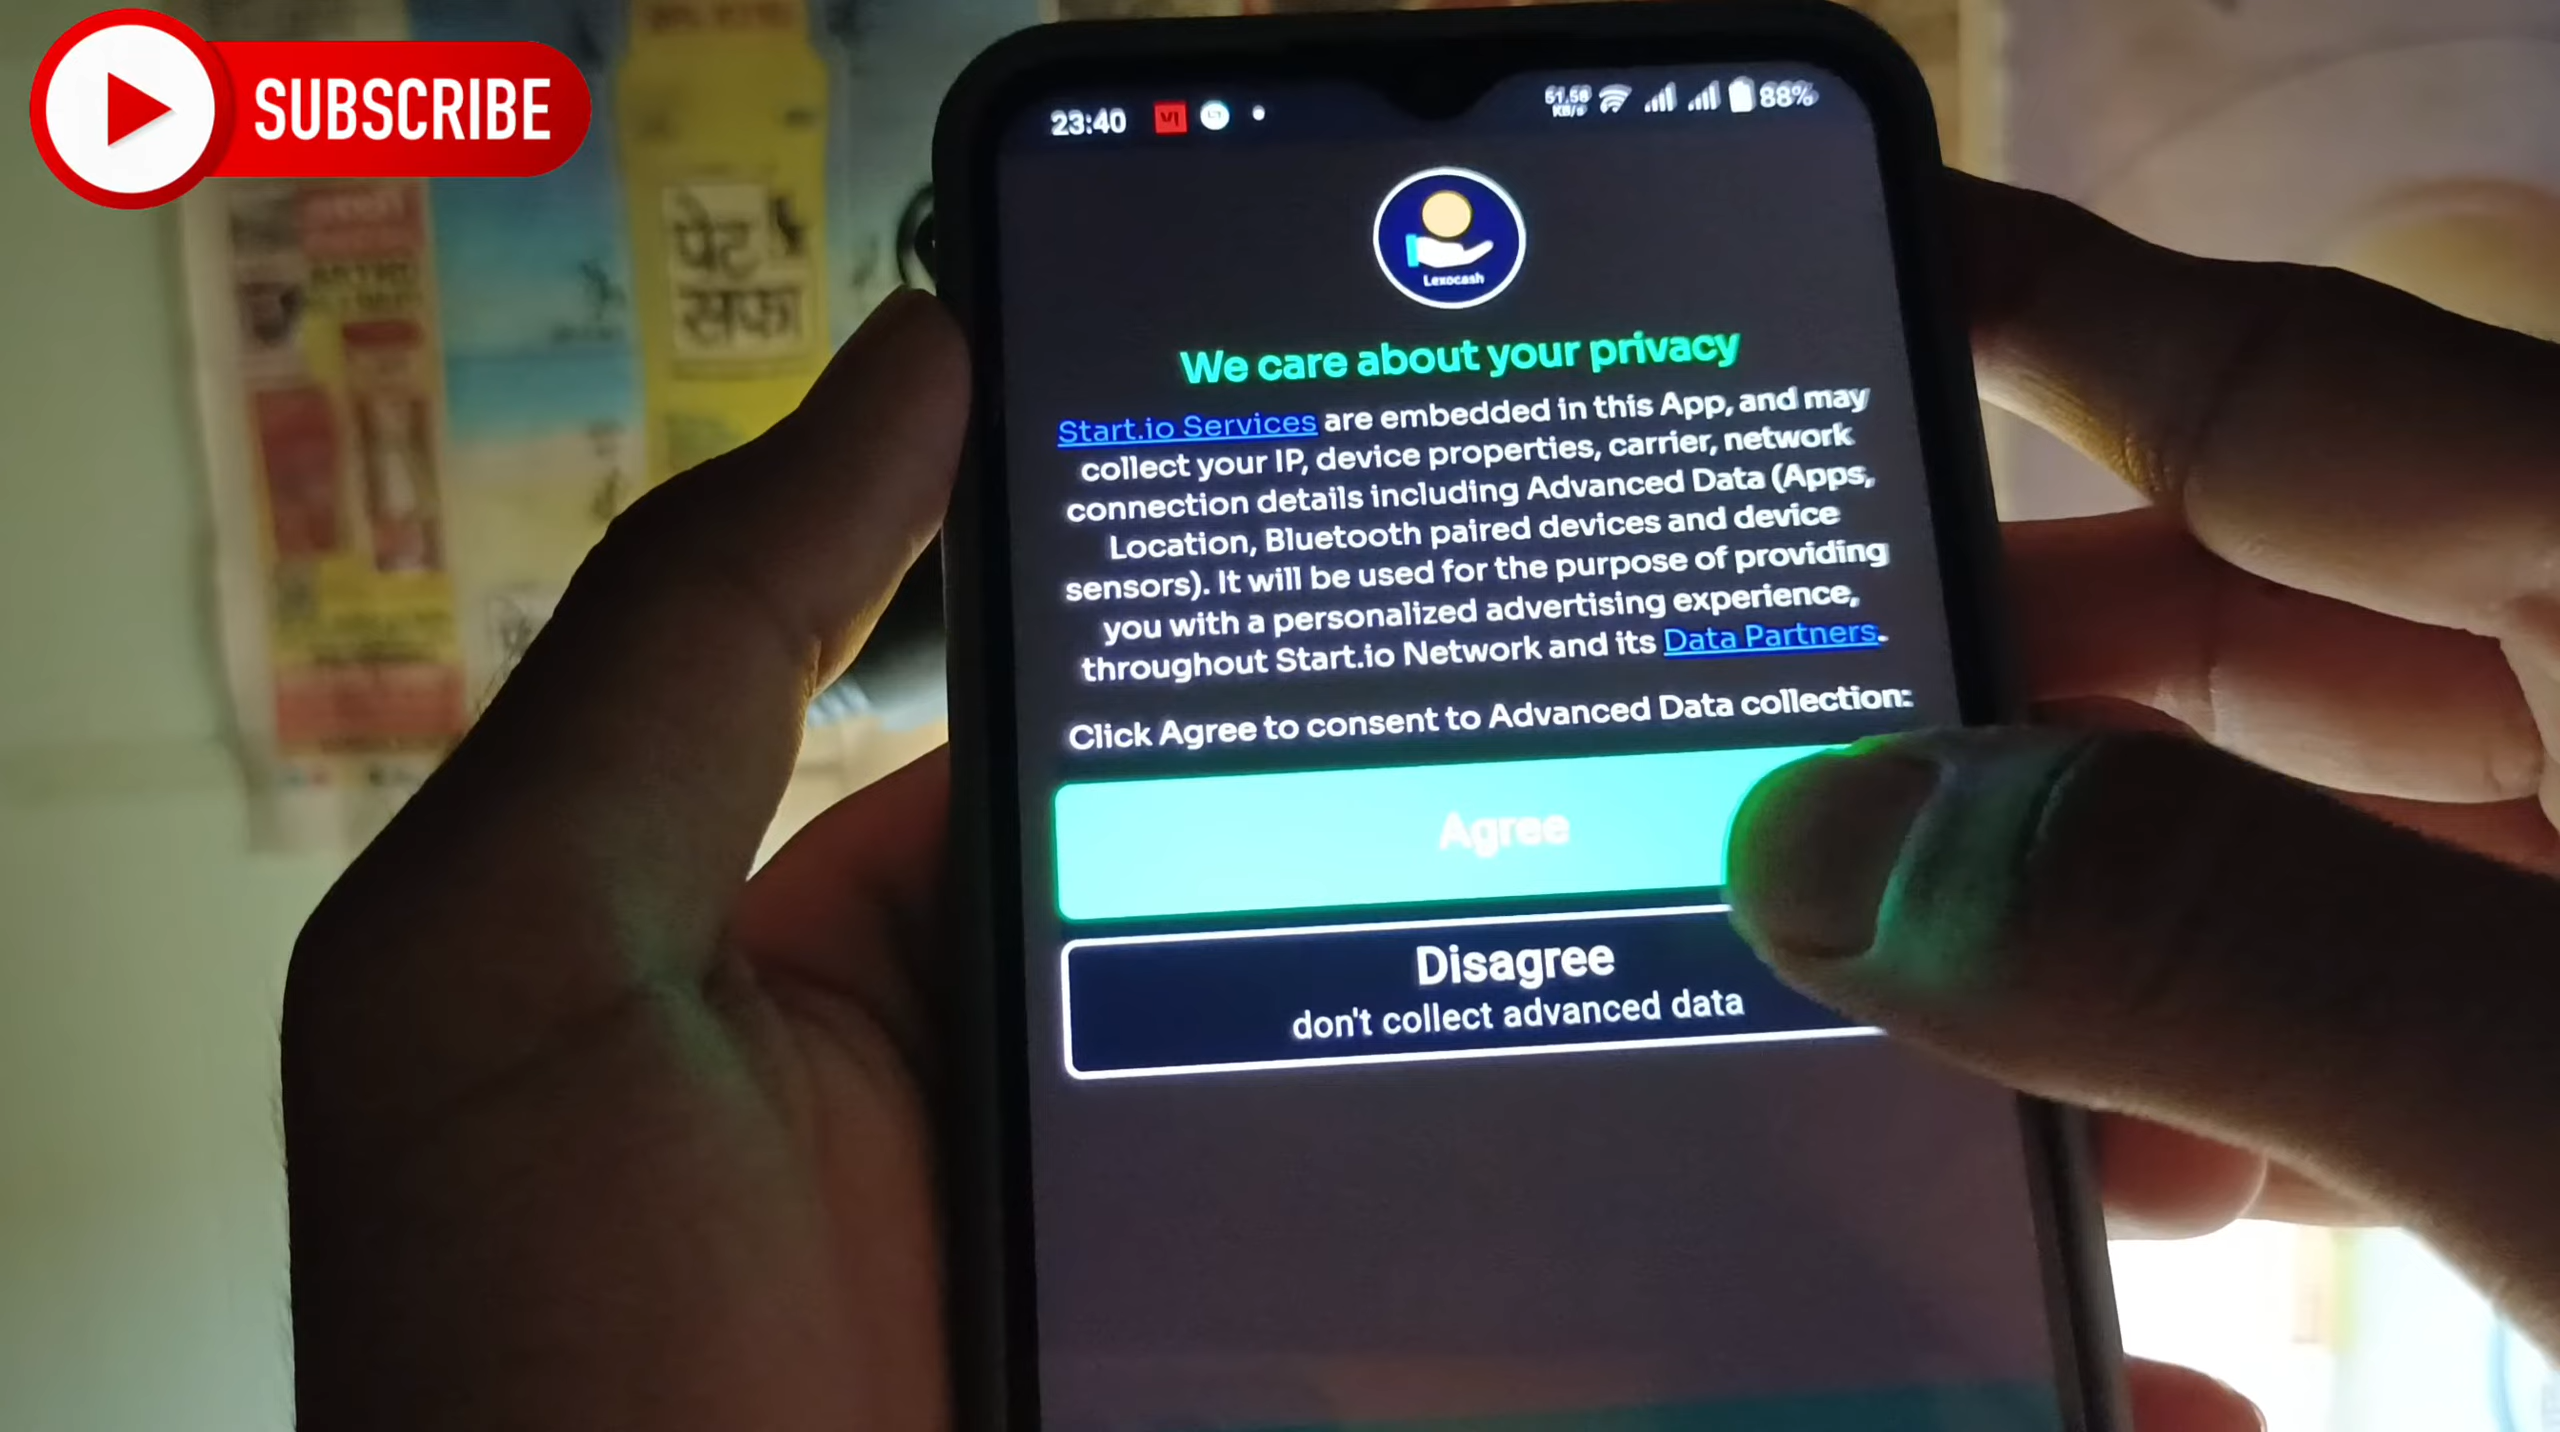 SUBSCRIBE
23:40
51.56
KB/s
88%
Lexocash
We care about your privacy
Start.io Services are embedded in this App, and may
collect your IP, device properties, carrier, network
connection details including Advanced Data (Apps,
Location, Bluetooth paired devices and device
sensors). It will be used for the purpose of providing
you with a personalized advertising experience,
throughout Start.io Network and its Data Partners.
Click Agree to consent to Advanced Data collection:
Agree
Disagree
don't collect advanced data
पेट
सफा